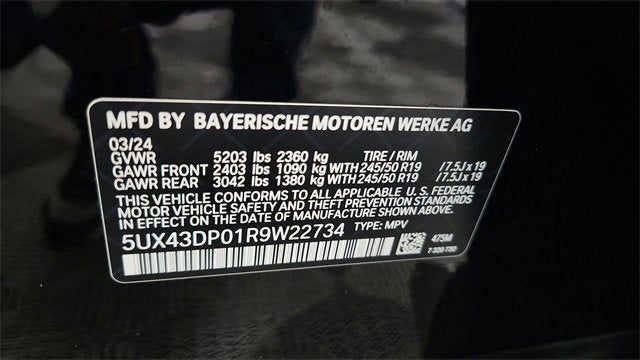 MFD BY BAYERISCHE MOTOREN WERKE AG
03/24
GVWR 5203 lbs 2360 kg TIRE / RIM
GAWR FRONT 2403 lbs 1090 kg WITH 245/50 R19 /7.5J x 19
GAWR REAR 3042 lbs 1380 kg WITH 245/50 R19 /7.5J x 19
THIS VEHICLE CONFORMS TO ALL APPLICABLE U. S. FEDERAL
MOTOR VEHICLE SAFETY AND THEFT PREVENTION STANDARDS
IN EFFECT ON THE DATE OF MANUFACTURE SHOWN ABOVE.
5UX43DP01R9W22734 TYPE: MPV
475M
7 320 730